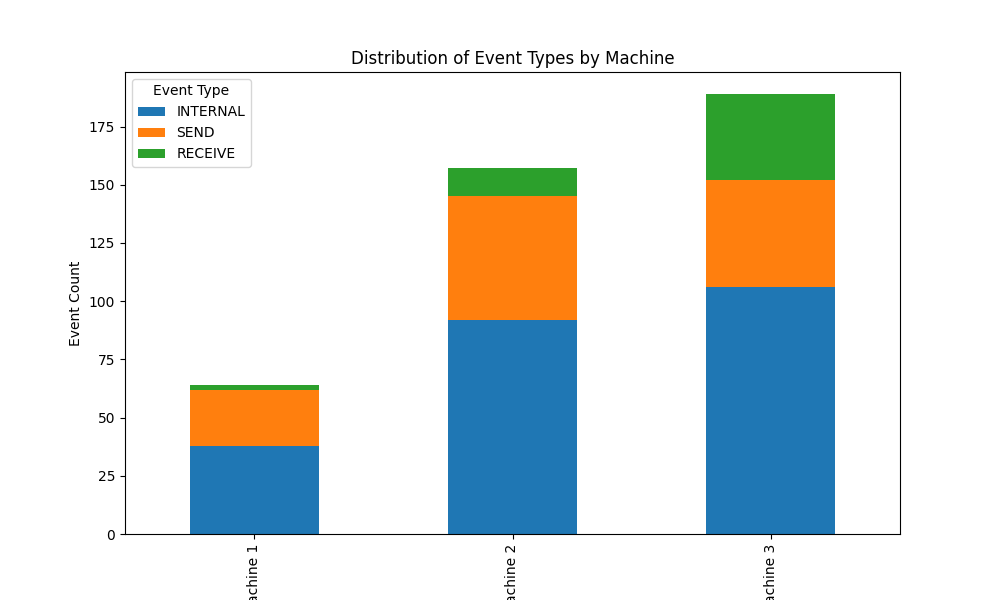 Distribution of Event Types by Machine
Event Type
INTERNAL
SEND
RECEIVE
175
150
125
100
75
50
25
0
Event Count
achine 1
achine 2
achine 3